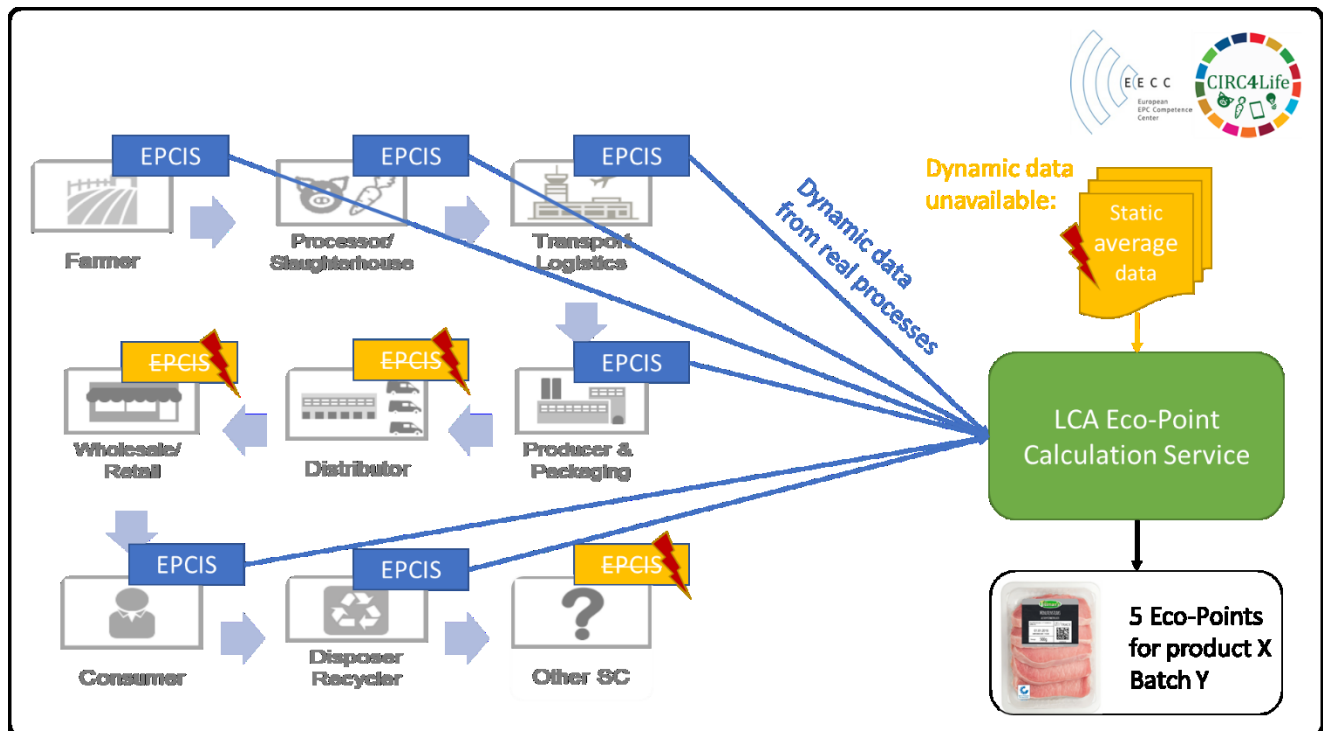 EECC
European
EPC Competence
Center
CIRC4Life
EPCIS
EPCIS
EPCIS
Farmer
Processor/
Slaughterhouse
Transport
Logistics
Dynamic data
from real processes
Dynamic data
unavailable:
Static
average
data
EPCIS
EPCIS
EPCIS
Wholesale/
Retail
Distributor
Producer &
Packaging
LCA Eco-Point
Calculation Service
EPCIS
EPCIS
EPCIS
?
Consumer
Disposer
Recycler
Other SC
5 Eco-Points
for product X
Batch Y